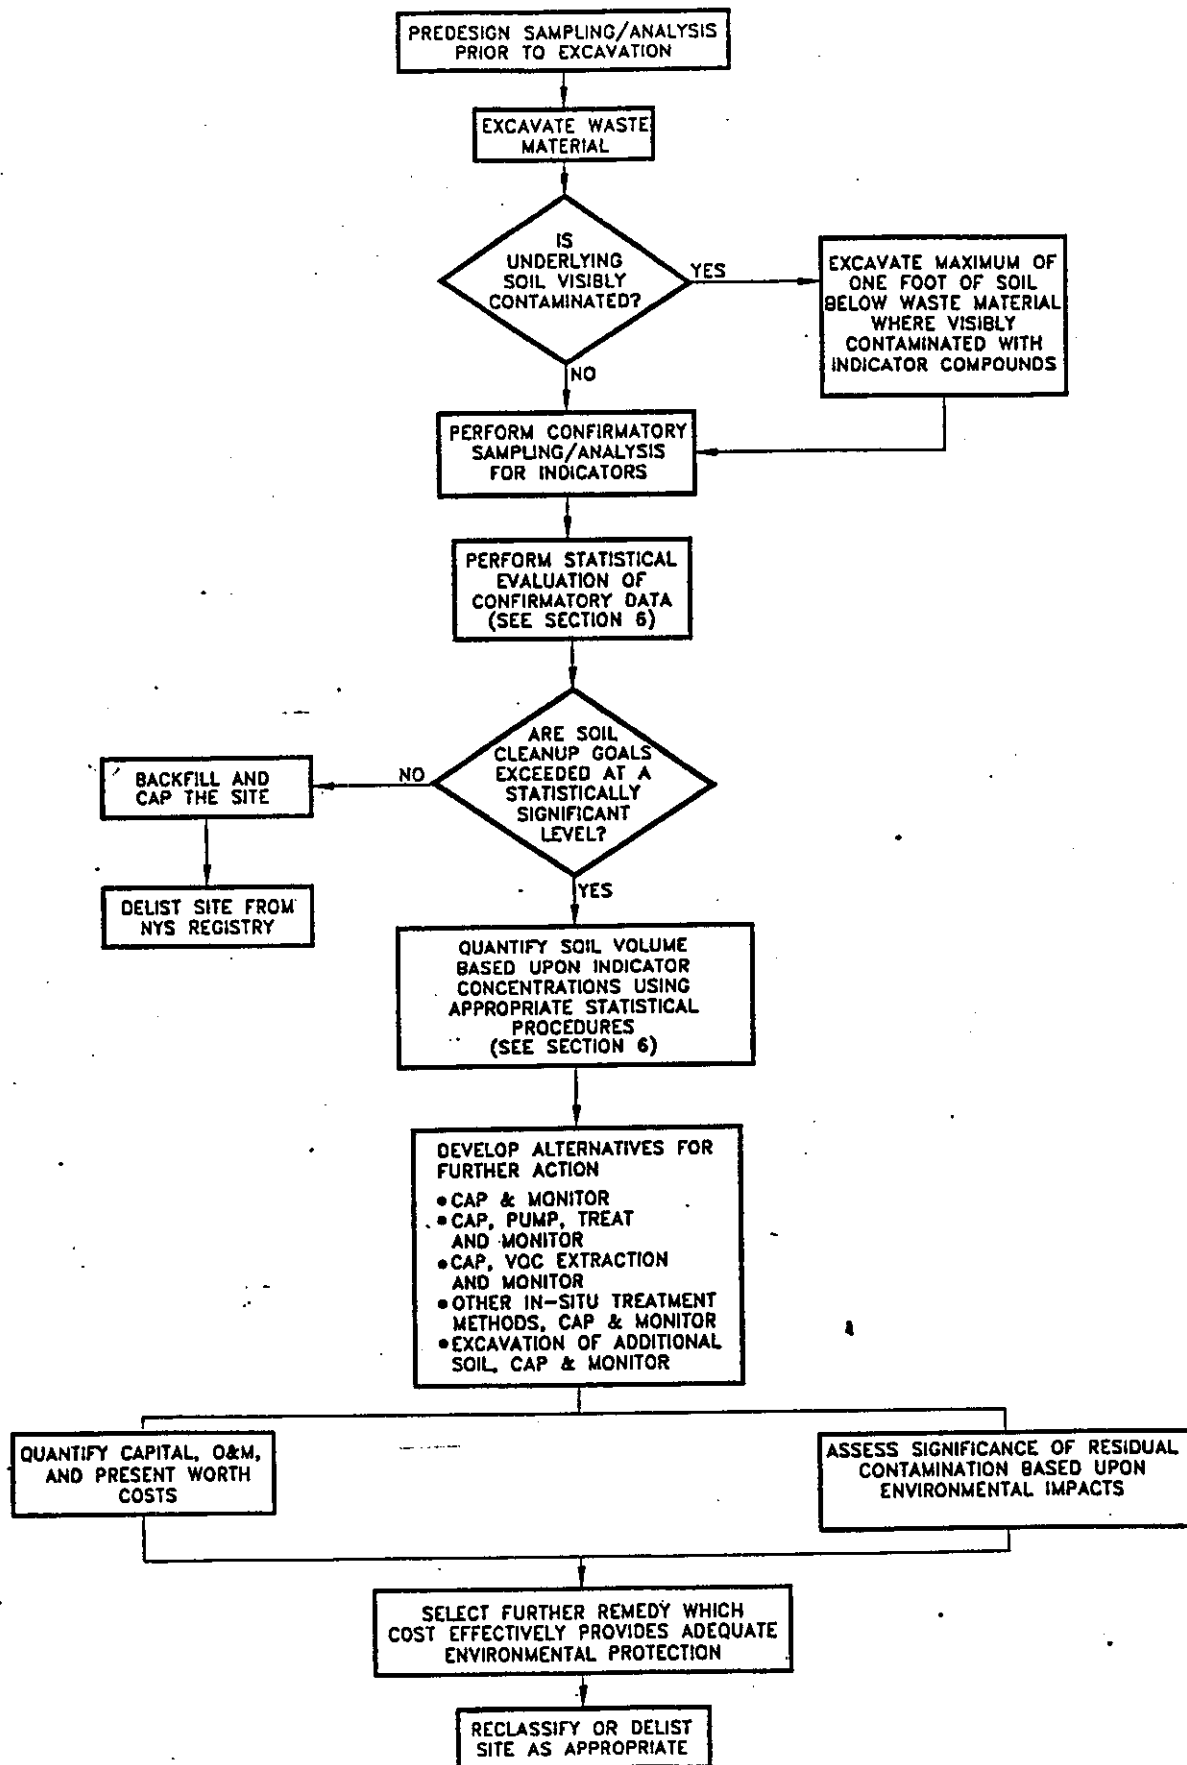 PREDESIGN SAMPLING/ANALYSIS
PRIOR TO EXCAVATION
EXCAVATE WASTE
MATERIAL
IS
UNDERLYING
SOIL VISIBLY
CONTAMINATED?
YES
EXCAVATE MAXIMUM OF
ONE FOOT OF SOIL
BELOW WASTE MATERIAL
WHERE VISIBLY
CONTAMINATED WITH
INDICATOR COMPOUNDS
NO
PERFORM CONFIRMATORY
SAMPLING/ANALYSIS
FOR INDICATORS
PERFORM STATISTICAL
EVALUATION OF
CONFIRMATORY DATA
(SEE SECTION 6)
ARE SOIL
CLEANUP GOALS
EXCEEDED AT A
STATISTICALLY
SIGNIFICANT
LEVEL?
NO
BACKFILL AND
CAP THE SITE
DELIST SITE FROM
NYS REGISTRY
YES
QUANTIFY SOIL VOLUME
BASED UPON INDICATOR
CONCENTRATIONS USING
APPROPRIATE STATISTICAL
PROCEDURES
(SEE SECTION 6)
DEVELOP ALTERNATIVES FOR
FURTHER ACTION
• CAP & MONITOR
• CAP, PUMP, TREAT
AND MONITOR
• CAP, VOC EXTRACTION
AND MONITOR
• OTHER IN-SITU TREATMENT
METHODS, CAP & MONITOR
• EXCAVATION OF ADDITIONAL
SOIL, CAP & MONITOR
QUANTIFY CAPITAL, O&M,
AND PRESENT WORTH
COSTS
ASSESS SIGNIFICANCE OF RESIDUAL
CONTAMINATION BASED UPON
ENVIRONMENTAL IMPACTS
SELECT FURTHER REMEDY WHICH
COST EFFECTIVELY PROVIDES ADEQUATE
ENVIRONMENTAL PROTECTION
RECLASSIFY OR DELIST
SITE AS APPROPRIATE